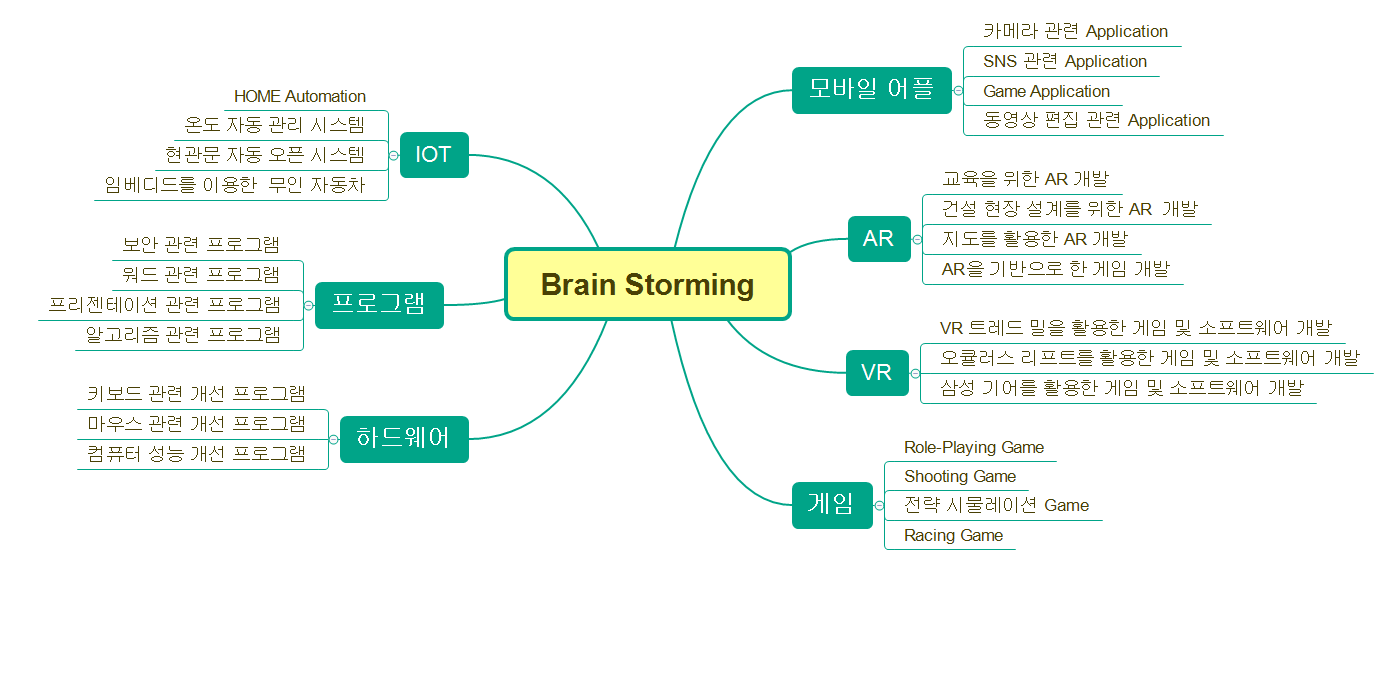 Brain Storming
모바일 어플
카메라 관련 Application
SNS 관련 Application
Game Application
동영상 편집 관련 Application
AR
교육을 위한 AR 개발
건설 현장 설계를 위한 AR 개발
지도를 활용한 AR 개발
AR을 기반으로 한 게임 개발
VR
VR 트레드 밀을 활용한 게임 및 소프트웨어 개발
오큘러스 리프트를 활용한 게임 및 소프트웨어 개발
삼성 기어를 활용한 게임 및 소프트웨어 개발
게임
Role-Playing Game
Shooting Game
전략 시물레이션 Game
Racing Game
IOT
HOME Automation
온도 자동 관리 시스템
현관문 자동 오픈 시스템
임베디드를 이용한 무인 자동차
프로그램
보안 관련 프로그램
워드 관련 프로그램
프리젠테이션 관련 프로그램
알고리즘 관련 프로그램
하드웨어
키보드 관련 개선 프로그램
마우스 관련 개선 프로그램
컴퓨터 성능 개선 프로그램